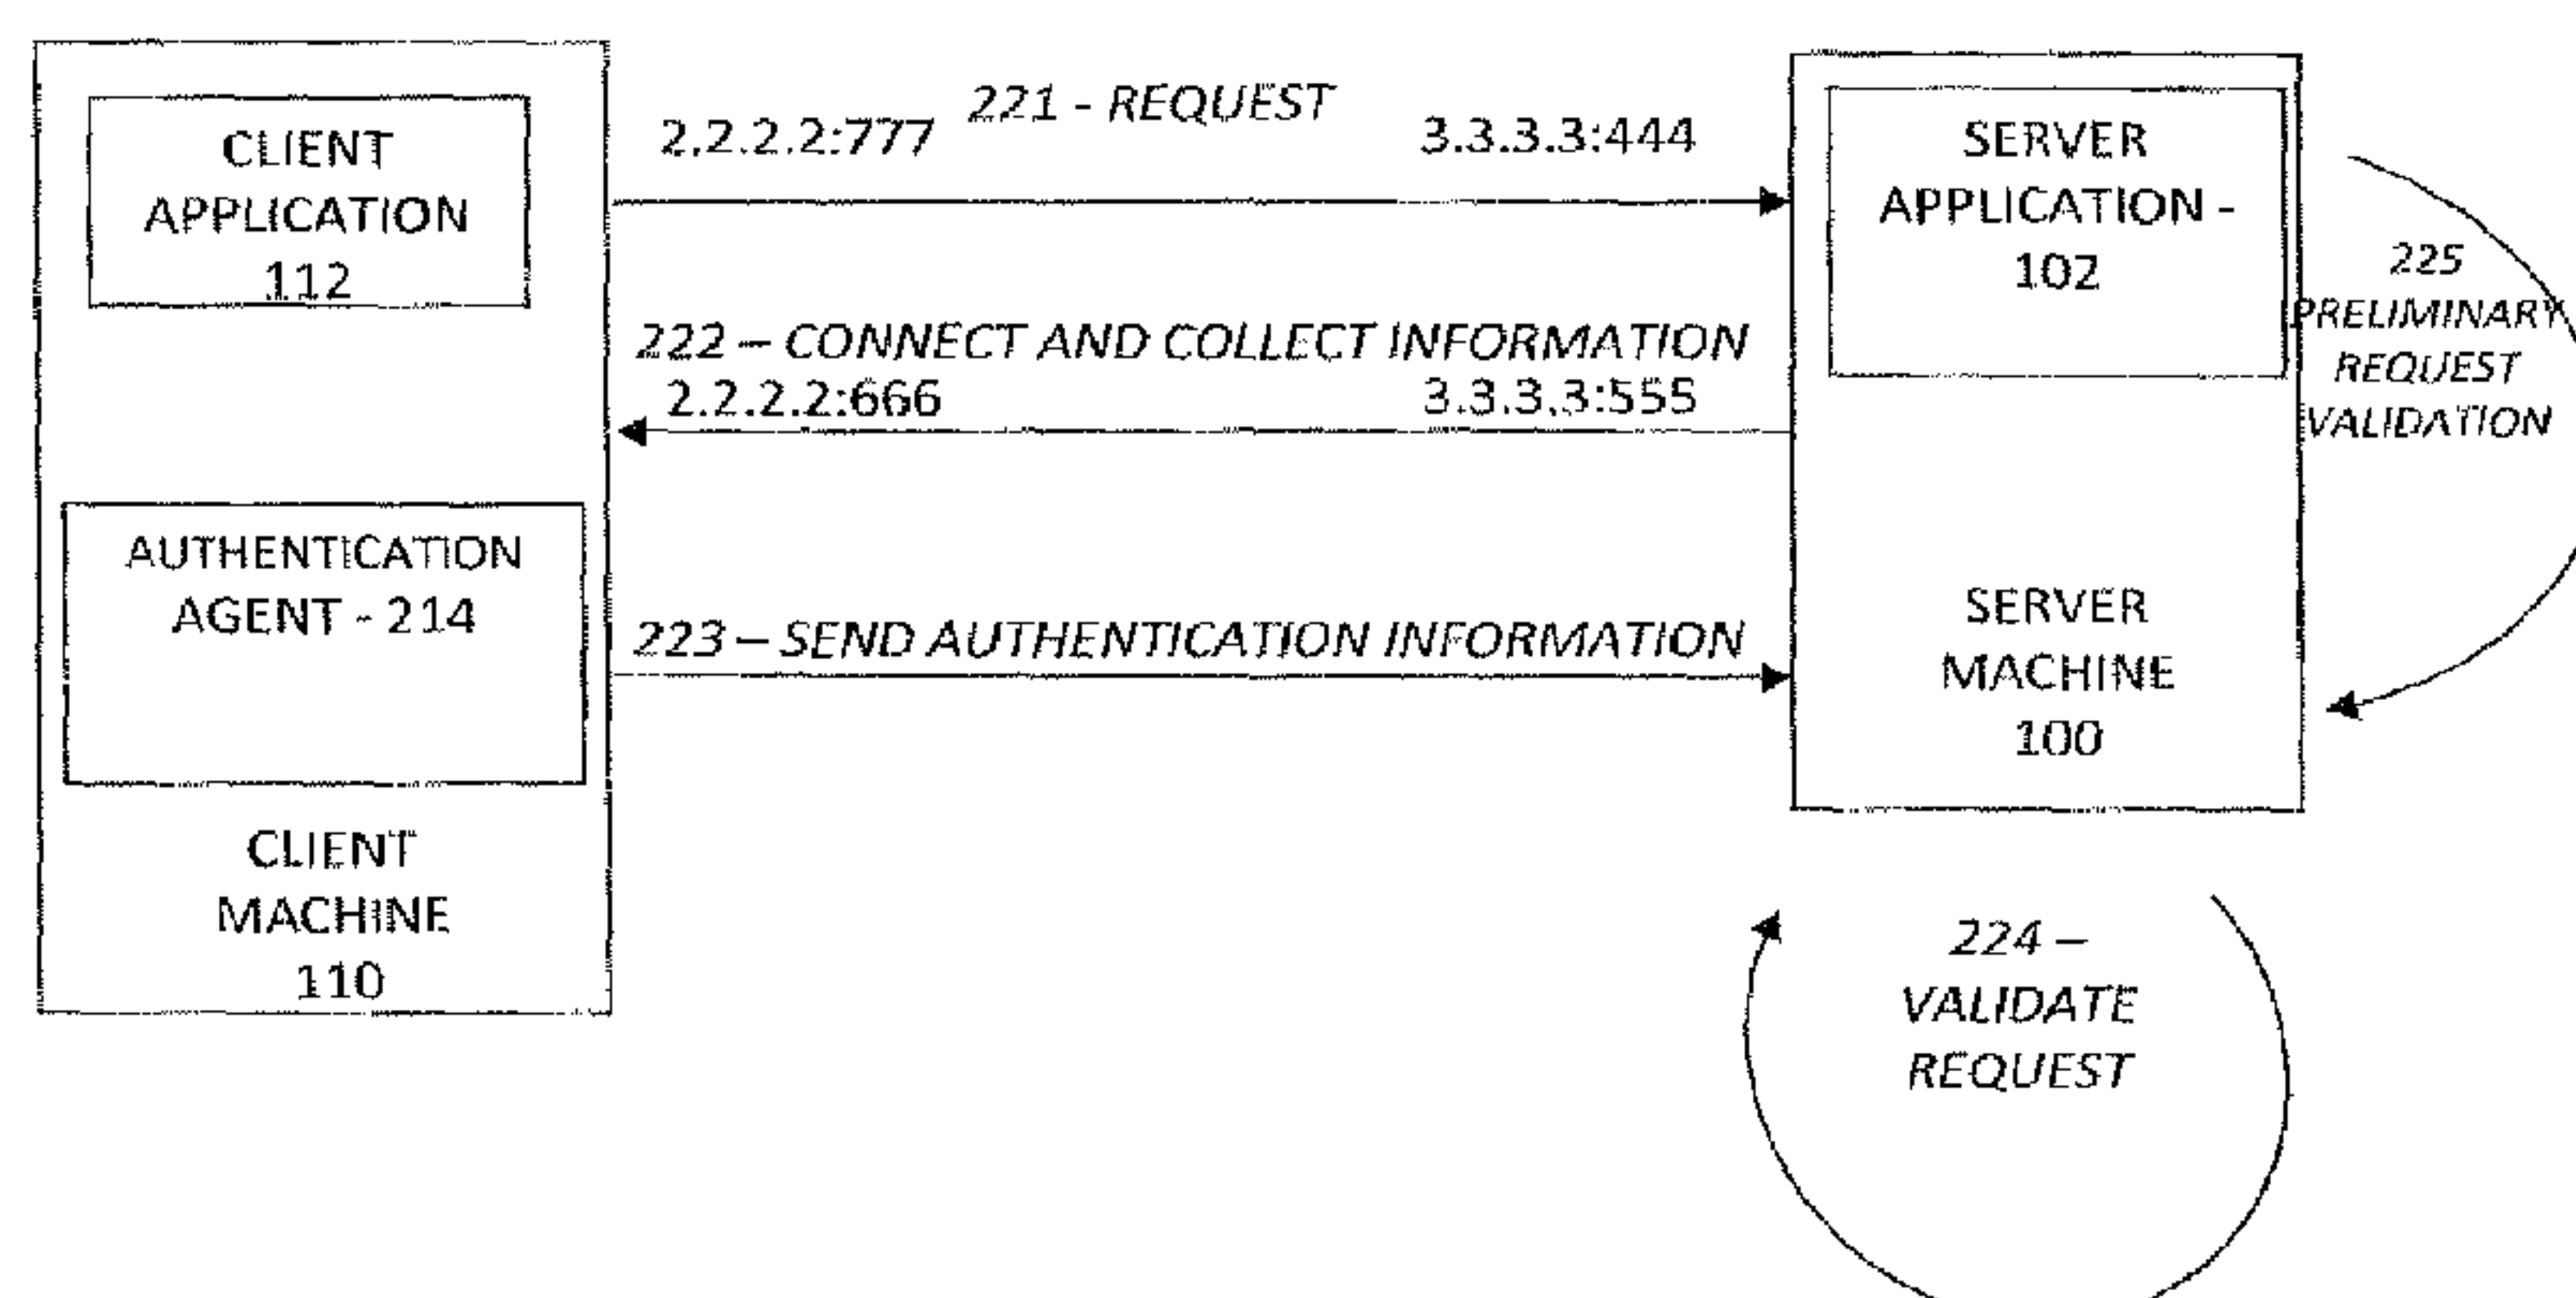 CLIENT
APPLICATION
112
AUTHENTICATION
AGENT - 214
CLIENT
MACHINE
110
221 - REQUEST
2.2.2.2:777
3.3.3.3:444
222 – CONNECT AND COLLECT INFORMATION
2.2.2.2:666
3.3.3.3:555
223 – SEND AUTHENTICATION INFORMATION
SERVER
APPLICATION -
102
SERVER
MACHINE
100
225
PRELIMINARY
REQUEST
VALIDATION
224 –
VALIDATE
REQUEST